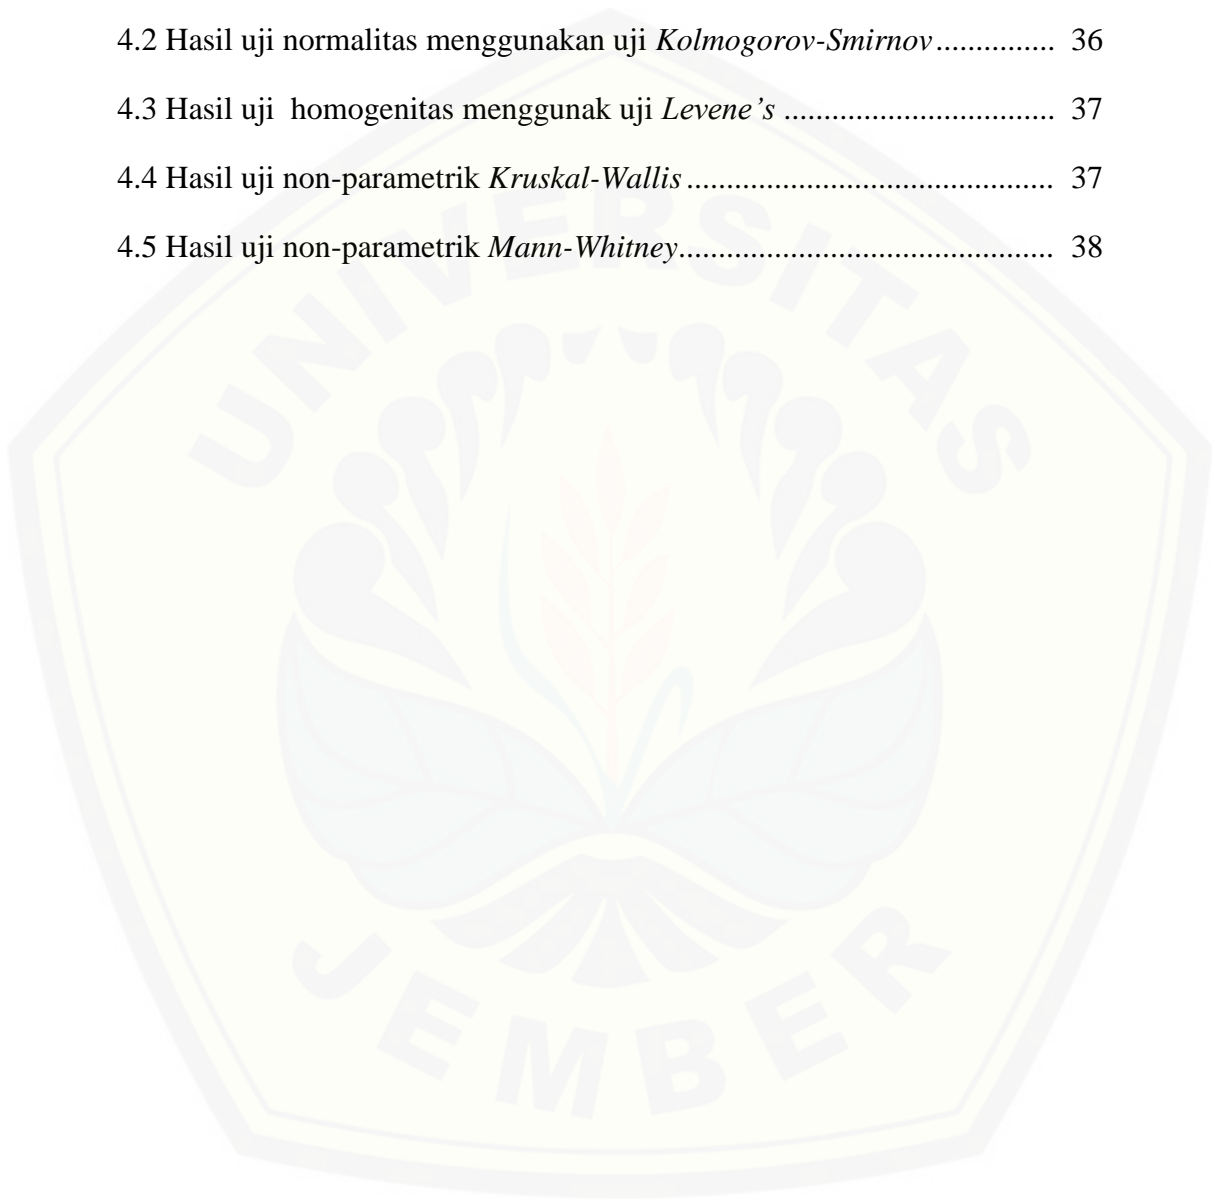 4.2 Hasil uji normalitas menggunakan uji Kolmogorov-Smirnov............... 36
4.3 Hasil uji  homogenitas menggunak uji Levene’s ................................. 37
4.4 Hasil uji non-parametrik Kruskal-Wallis............................................. 37
4.5 Hasil uji non-parametrik Mann-Whitney.............................................. 38
UNIVERSITAS
JEMBER